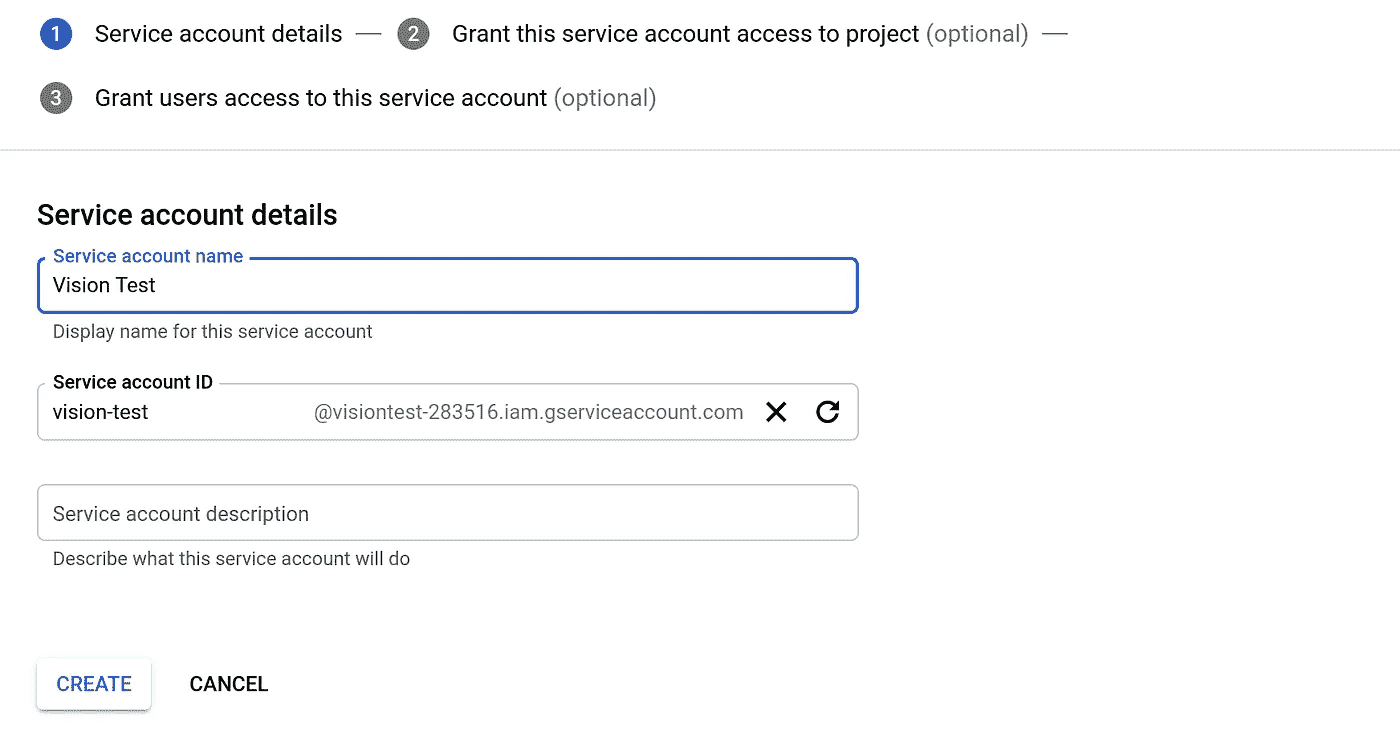 1 Service account details — 2 Grant this service account access to project (optional) —
3 Grant users access to this service account (optional)
Service account details
Service account name
Vision Test
Display name for this service account
Service account ID
vision-test @visiontest-283516.iam.gserviceaccount.com
Service account description
Describe what this service account will do
CREATE CANCEL